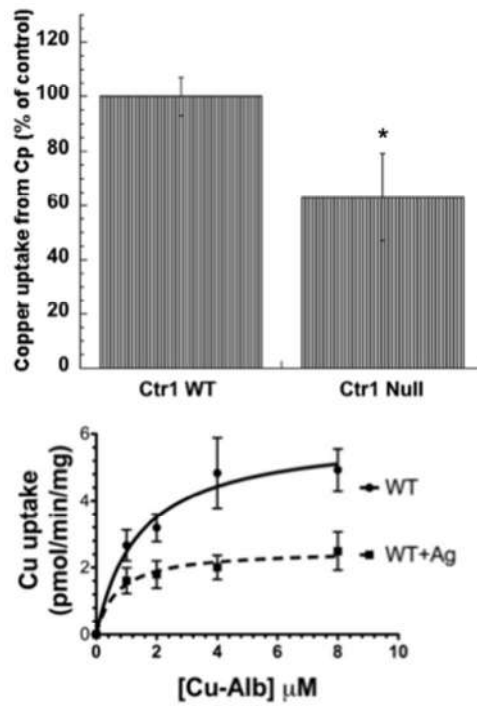 Copper uptake from Cp (% of control)
120
100
80
60
40
20
0
*
Ctr1 WT
Ctr1 Null
Cu uptake
(pmol/min/mg)
6
4
2
0
WT
WT+Ag
0
2
4
6
8
10
[Cu-Alb] μM